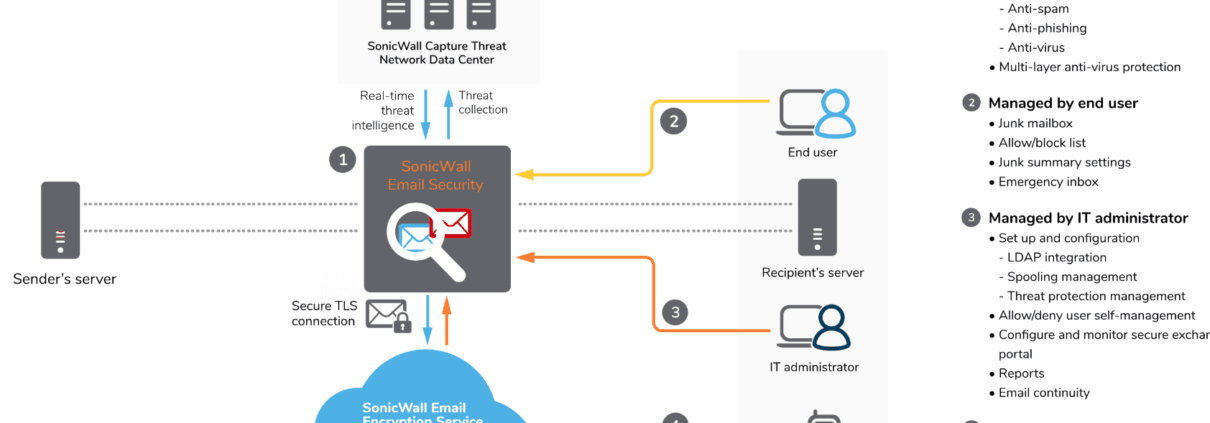 SonicWall Capture Threat
Network Data Center
Real-time
threat
intelligence
Threat
collection
1
SonicWall
Email Security
Sender's server
Secure TLS
connection
SonicWall Email
Encryption Service
2
End user
Recipient's server
3
IT administrator
- Anti-spam
- Anti-phishing
- Anti-virus
• Multi-layer anti-virus protection
2 Managed by end user
• Junk mailbox
• Allow/block list
• Junk summary settings
• Emergency inbox
3 Managed by IT administrator
• Set up and configuration
- LDAP integration
- Spooling management
- Threat protection management
• Allow/deny user self-management
• Configure and monitor secure exchar
portal
• Reports
• Email continuity